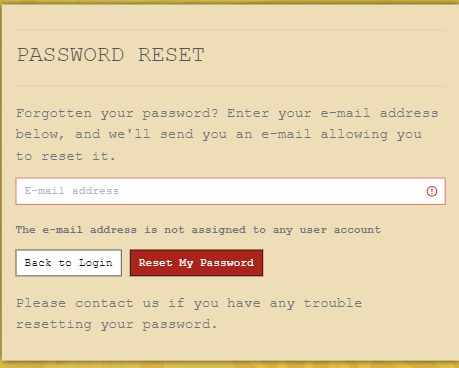 PASSWORD RESET
Forgotten your password? Enter your e-mail address
below, and we'll send you an e-mail allowing you
to reset it.
E-mail address
The e-mail address is not assigned to any user account
Back to Login
Reset My Password
Please contact us if you have any trouble
resetting your password.